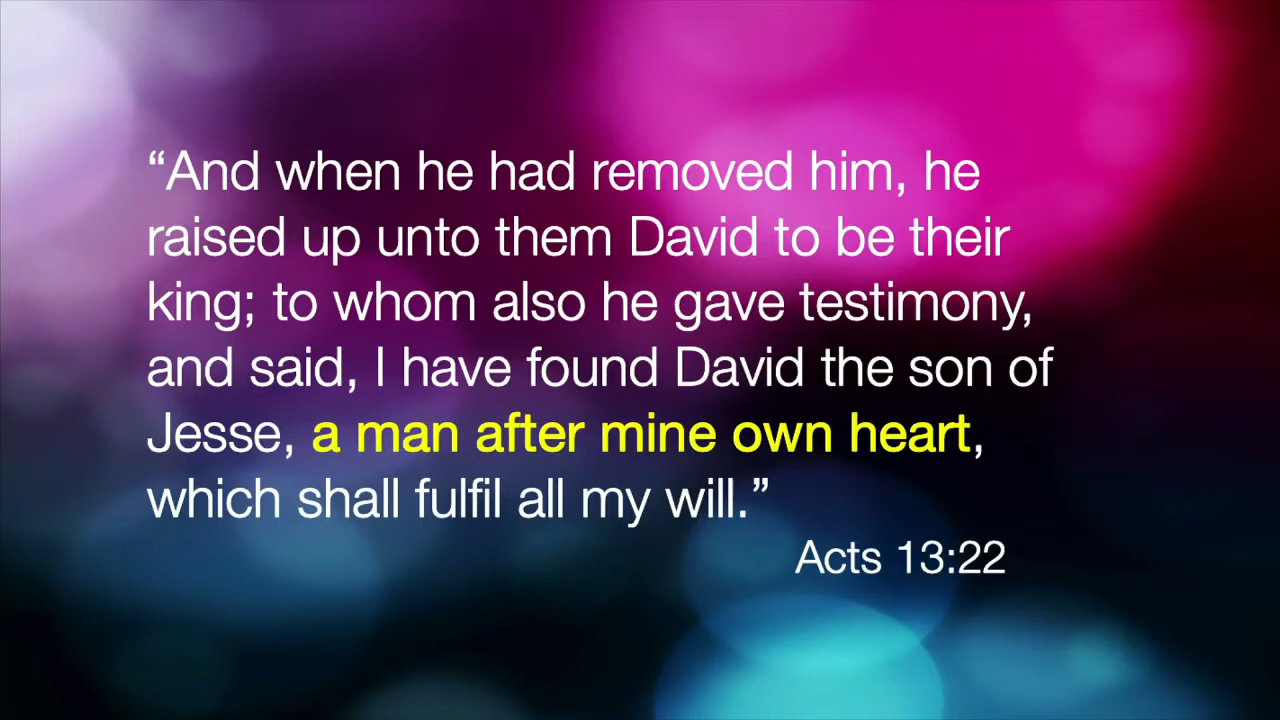 “And when he had removed him, he
raised up unto them David to be their
king; to whom also he gave testimony,
and said, I have found David the son of
Jesse, a man after mine own heart,
which shall fulfil all my will.”
Acts 13:22